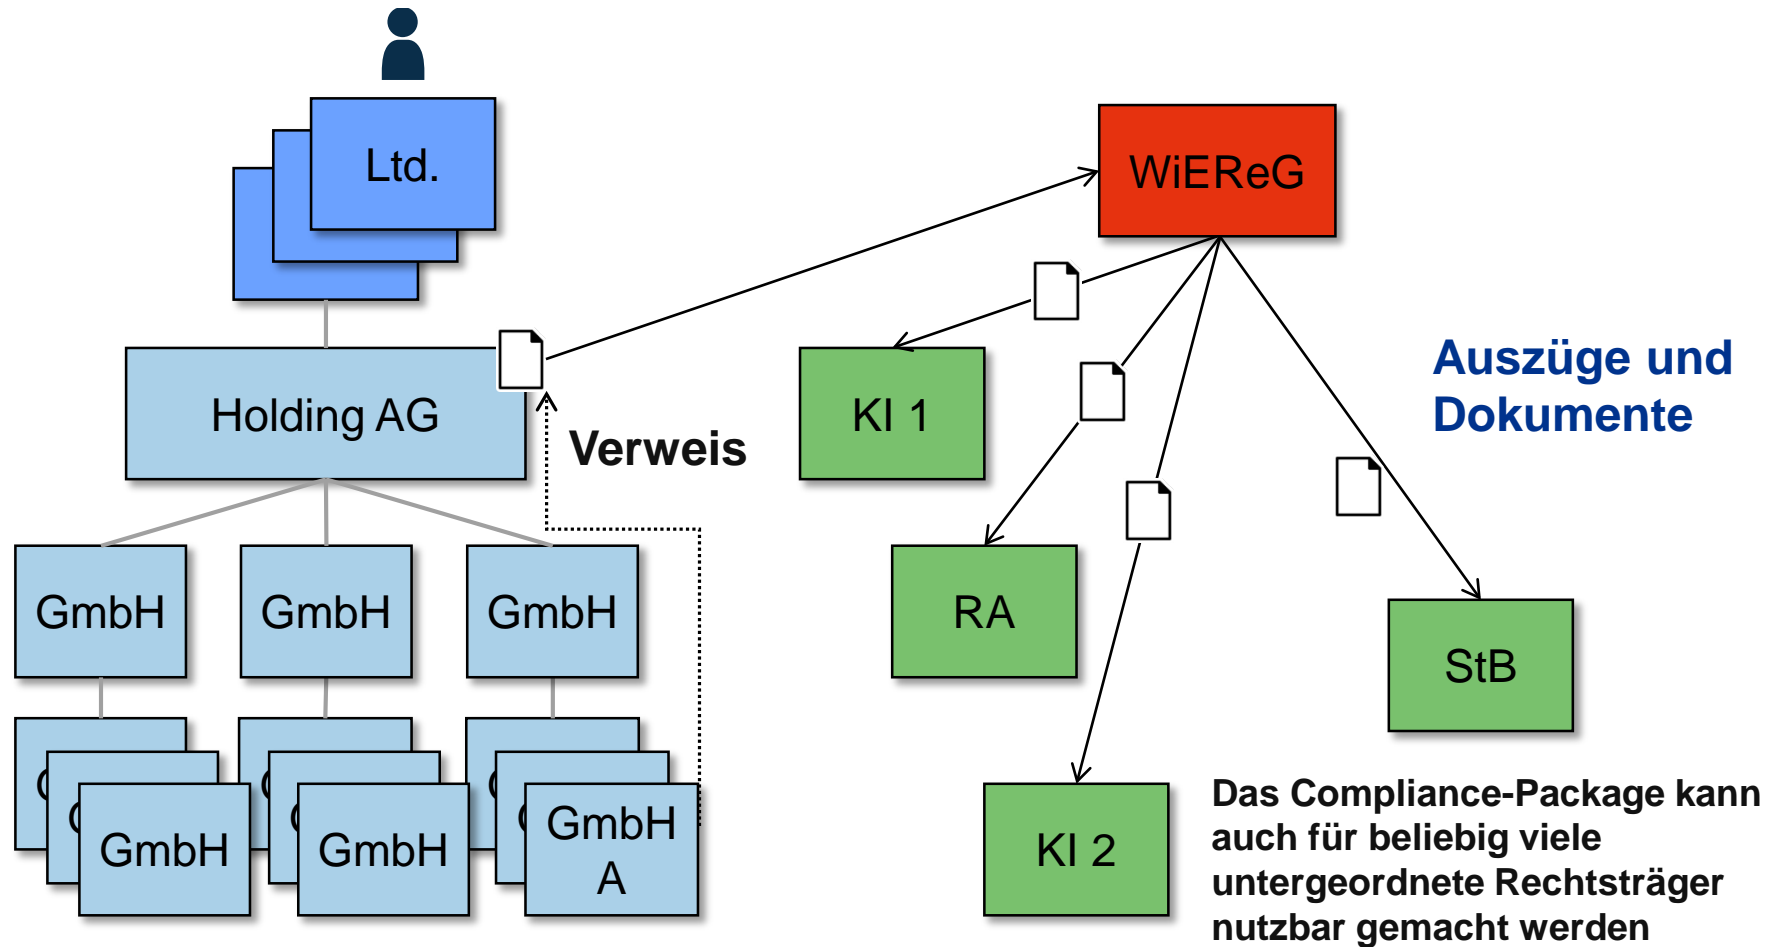 Ltd.
WiEReG
Holding AG
Verweis
KI 1
Auszüge und
Dokumente
GmbH
GmbH
GmbH
RA
StB
GmbH
GmbH
GmbH
A
KI 2
Das Compliance-Package kann
auch für beliebig viele
untergeordnete Rechtsträger
nutzbar gemacht werden